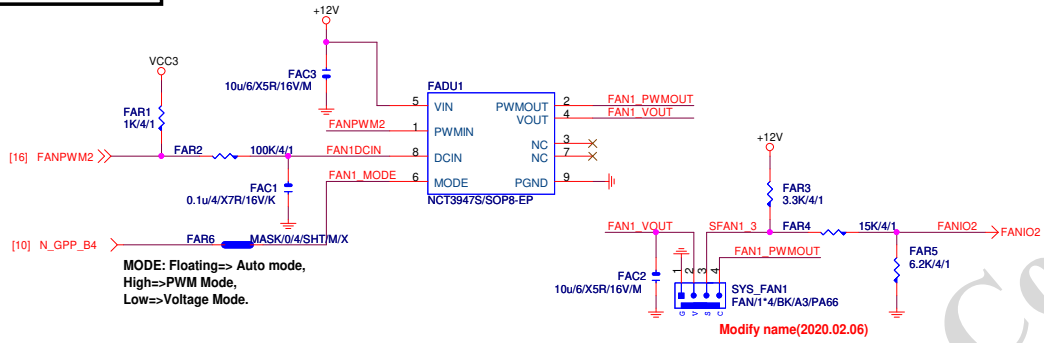 +12V
VCC3
FAC3
10u/6/X5R/16V/M
FADU1
FAR1
1K/4/1
5 VIN
PWMOUT 2 FAN1_PWMOUT
VOUT 4 FAN1_VOUT
FANPWM2 1 PWMIN
NC 3
NC 7
[16] FANPWM2
FAR2 100K/4/1
FAN1DCIN 8 DCIN
FAN1_MODE 6 MODE
PGND 9
NCT3947S/SOP8-EP
FAC1
0.1u/4/X7R/16V/K
[10] N_GPP_B4
FAR6 MASK/0/4/SHT/M/X
MODE: Floating=> Auto mode,
High=>PWM Mode,
Low=>Voltage Mode.
+12V
FAR3
3.3K/4/1
FAN1_VOUT
SFAN1_3
FAR4 15K/4/1
FANIO2
FANIO2
FAN1_PWMOUT
FAR5
6.2K/4/1
FAC2
10u/6/X5R/16V/M
1 2 3 4
G V S C
SYS_FAN1
FAN/1*4/BK/A3/PA66
Modify name(2020.02.06)
Co